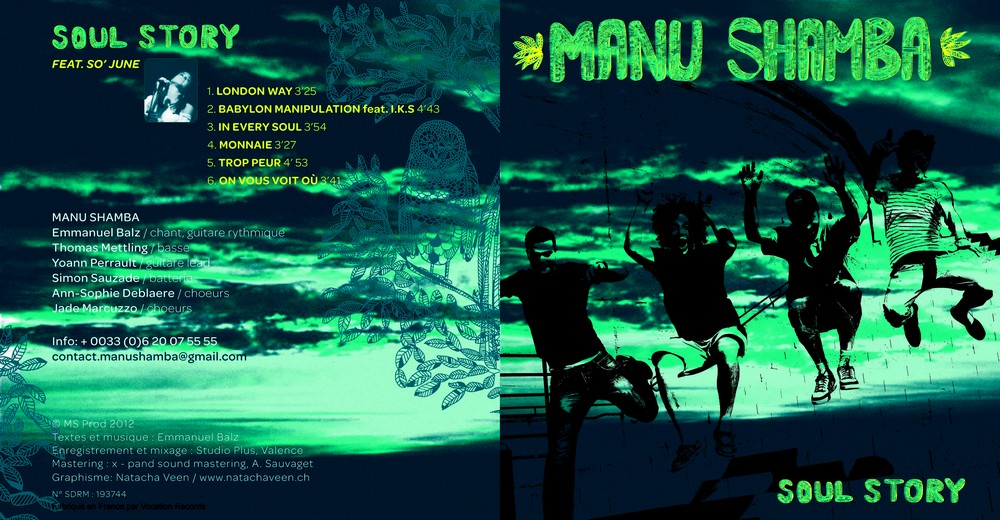 SOUL STORY
FEAT. SO' JUNE
1. LONDON WAY 3'25
2. BABYLON MANIPULATION feat. I.K.S 4'43
3. IN EVERY SOUL 3'54
4. MONNAIE 3'27
5. TROP PEUR 4' 53
6. ON VOUS VOIT OÙ 3'41
MANU SHAMBA
Emmanuel Balz / chant, guitare rythmique
Thomas Mettling / basse
Yoann Perrault / guitare lead
Simon Sauzade / batterie
Ann-Sophie Deblaere / choeurs
Jade Marcuzzo / choeurs
Info: + 0033 (0)6 20 07 55 55
contact.manushamba@gmail.com
© MS Prod 2012
Textes et musique : Emmanuel Balz
Enregistrement et mixage : Studio Plus, Valence
Mastering : x - pand sound mastering, A. Sauvaget
Graphisme: Natacha Veen / www.natachaveen.ch
N° SDRM : 193744
Fabriqué en France par Vocation Records
MANU SHAMBA
SOUL STORY